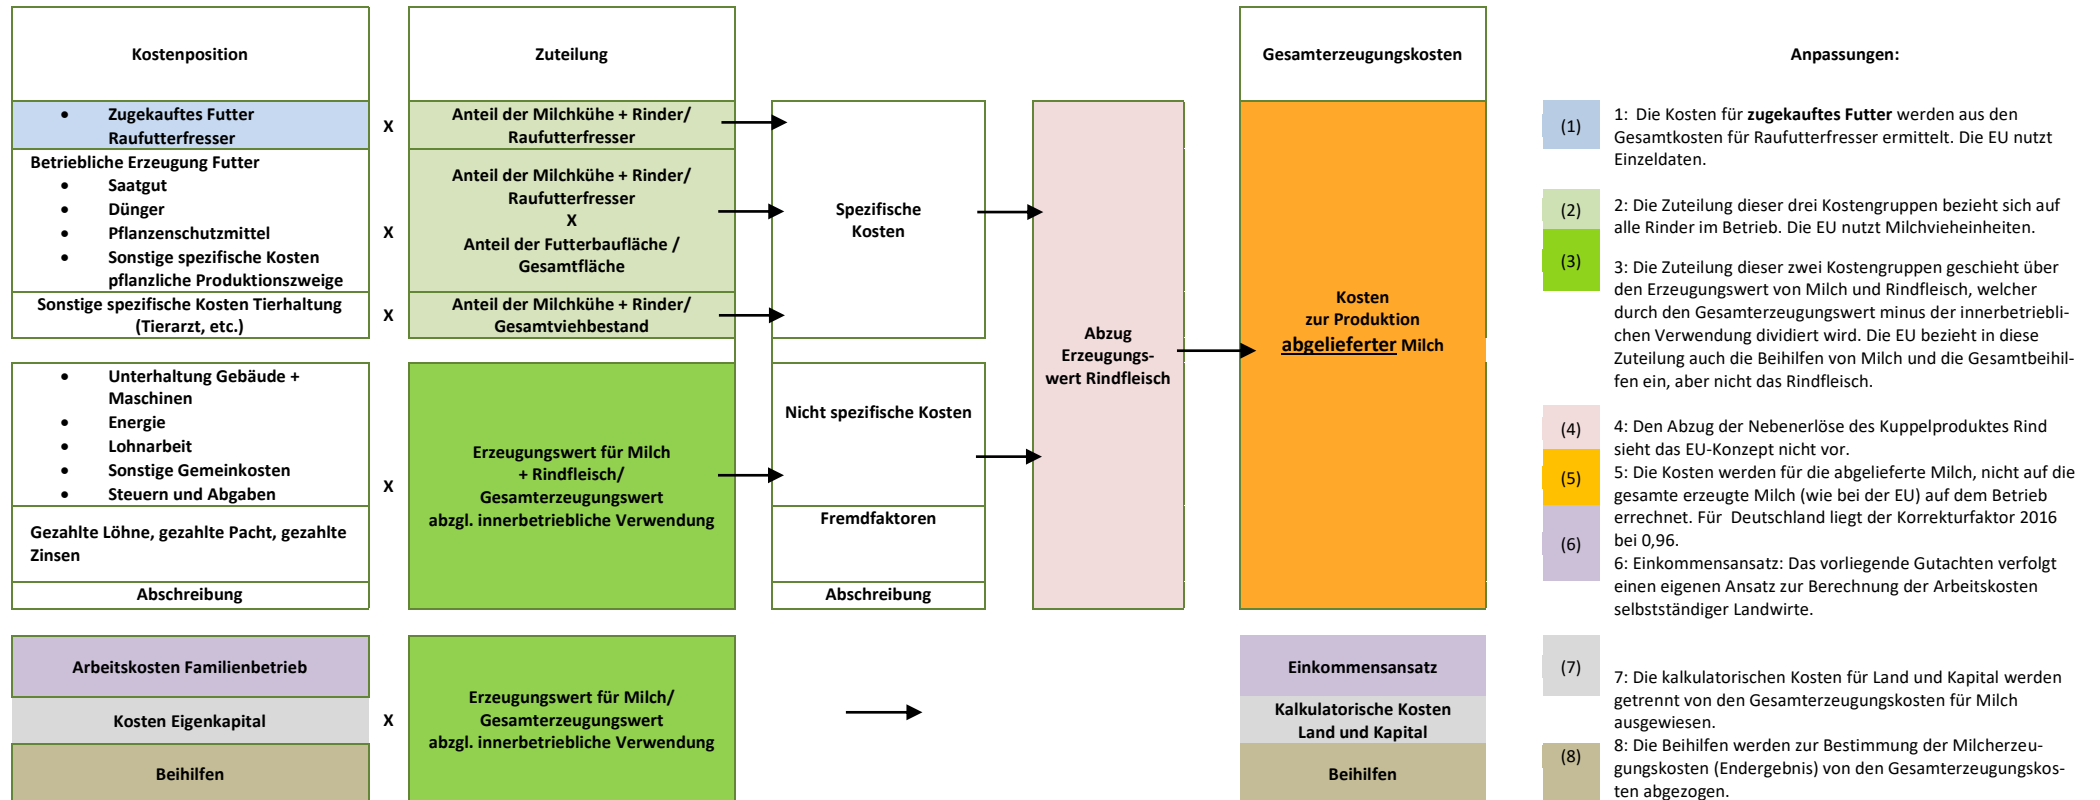 Kostenposition
Zuteilung
Gesamterzeugungskosten
Anpassungen:
• Zugekauftes Futter
Raufutterfresser
X
Anteil der Milchkühe + Rinder/
Raufutterfresser
Betriebliche Erzeugung Futter
• Saatgut
• Dünger
• Pflanzenschutzmittel
• Sonstige spezifische Kosten
pflanzliche Produktionszweige
X
Anteil der Milchkühe + Rinder/
Raufutterfresser
X
Anteil der Futterbaufläche /
Gesamtfläche
Sonstige spezifische Kosten Tierhaltung
(Tierarzt, etc.)
X
Anteil der Milchkühe + Rinder/
Gesamtviehbestand
Spezifische
Kosten
• Unterhaltung Gebäude +
Maschinen
• Energie
• Lohnarbeit
• Sonstige Gemeinkosten
• Steuern und Abgaben
Gezahlte Löhne, gezahlte Pacht, gezahlte
Zinsen
Abschreibung
X
Erzeugungswert für Milch
+ Rindfleisch/
Gesamterzeugungswert
abzgl. innerbetriebliche Verwendung
Nicht spezifische Kosten
Fremdfaktoren
Abschreibung
Abzug
Erzeugungs-
wert Rindfleisch
Kosten
zur Produktion
abgelieferter Milch
Arbeitskosten Familienbetrieb
Kosten Eigenkapital
Beihilfen
X
Erzeugungswert für Milch/
Gesamterzeugungswert
abzgl. innerbetriebliche Verwendung
Einkommensansatz
Kalkulatorische Kosten
Land und Kapital
Beihilfen
(1)
1: Die Kosten für zugekauftes Futter werden aus den
Gesamtkosten für Raufutterfresser ermittelt. Die EU nutzt
Einzeldaten.
(2)
2: Die Zuteilung dieser drei Kostengruppen bezieht sich auf
alle Rinder im Betrieb. Die EU nutzt Milchvieheinheiten.
(3)
3: Die Zuteilung dieser zwei Kostengruppen geschieht über
den Erzeugungswert von Milch und Rindfleisch, welcher
durch den Gesamterzeugungswert minus der innerbetriebli-
chen Verwendung dividiert wird. Die EU bezieht in diese
Zuteilung auch die Beihilfen von Milch und die Gesamtbeihil-
fen ein, aber nicht das Rindfleisch.
(4)
4: Den Abzug der Nebenerlöse des Kuppelproduktes Rind
sieht das EU-Konzept nicht vor.
(5)
5: Die Kosten werden für die abgelieferte Milch, nicht auf die
gesamte erzeugte Milch (wie bei der EU) auf dem Betrieb
errechnet. Für Deutschland liegt der Korrekturfaktor 2016
bei 0,96.
(6)
6: Einkommensansatz: Das vorliegende Gutachten verfolgt
einen eigenen Ansatz zur Berechnung der Arbeitskosten
selbstständiger Landwirte.
(7)
7: Die kalkulatorischen Kosten für Land und Kapital werden
getrennt von den Gesamterzeugungskosten für Milch
ausgewiesen.
(8)
8: Die Beihilfen werden zur Bestimmung der Milcherzeu-
gungskosten (Endergebnis) von den Gesamterzeugungskos-
ten abgezogen.